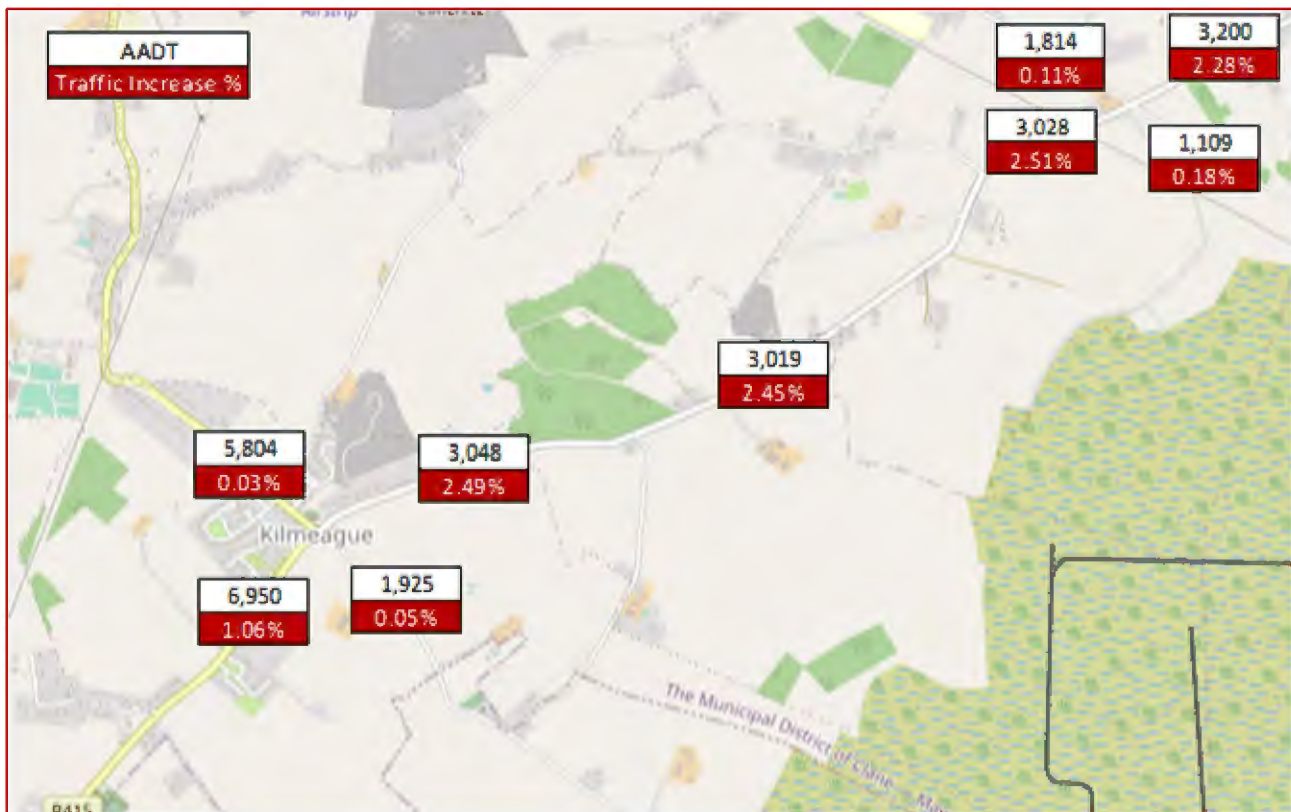 Airstrip
Concrete
AADT
Traffic Increase %
1,814
0.11%
3,200
2.28%
3,028
2.51%
1,109
0.18%
3,019
2.45%
5,804
0.03%
3,048
2.49%
Kilmeague
6,950
1.06%
1,925
0.05%
The Municipal District of Clane
R415